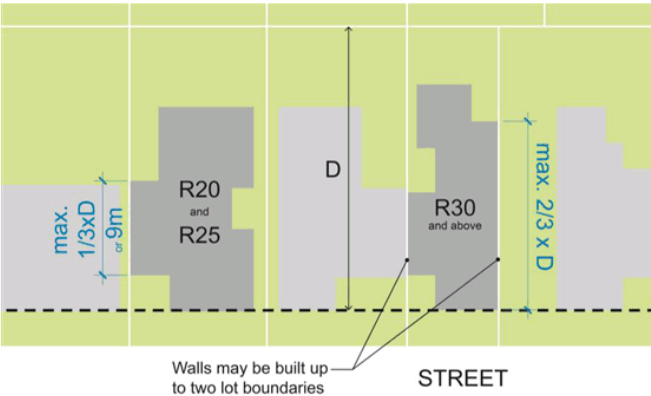 D
R20
and
R25
max.
1/3xD
or 9m
R30
and above
max. 2/3 x D
Walls may be built up
to two lot boundaries
STREET